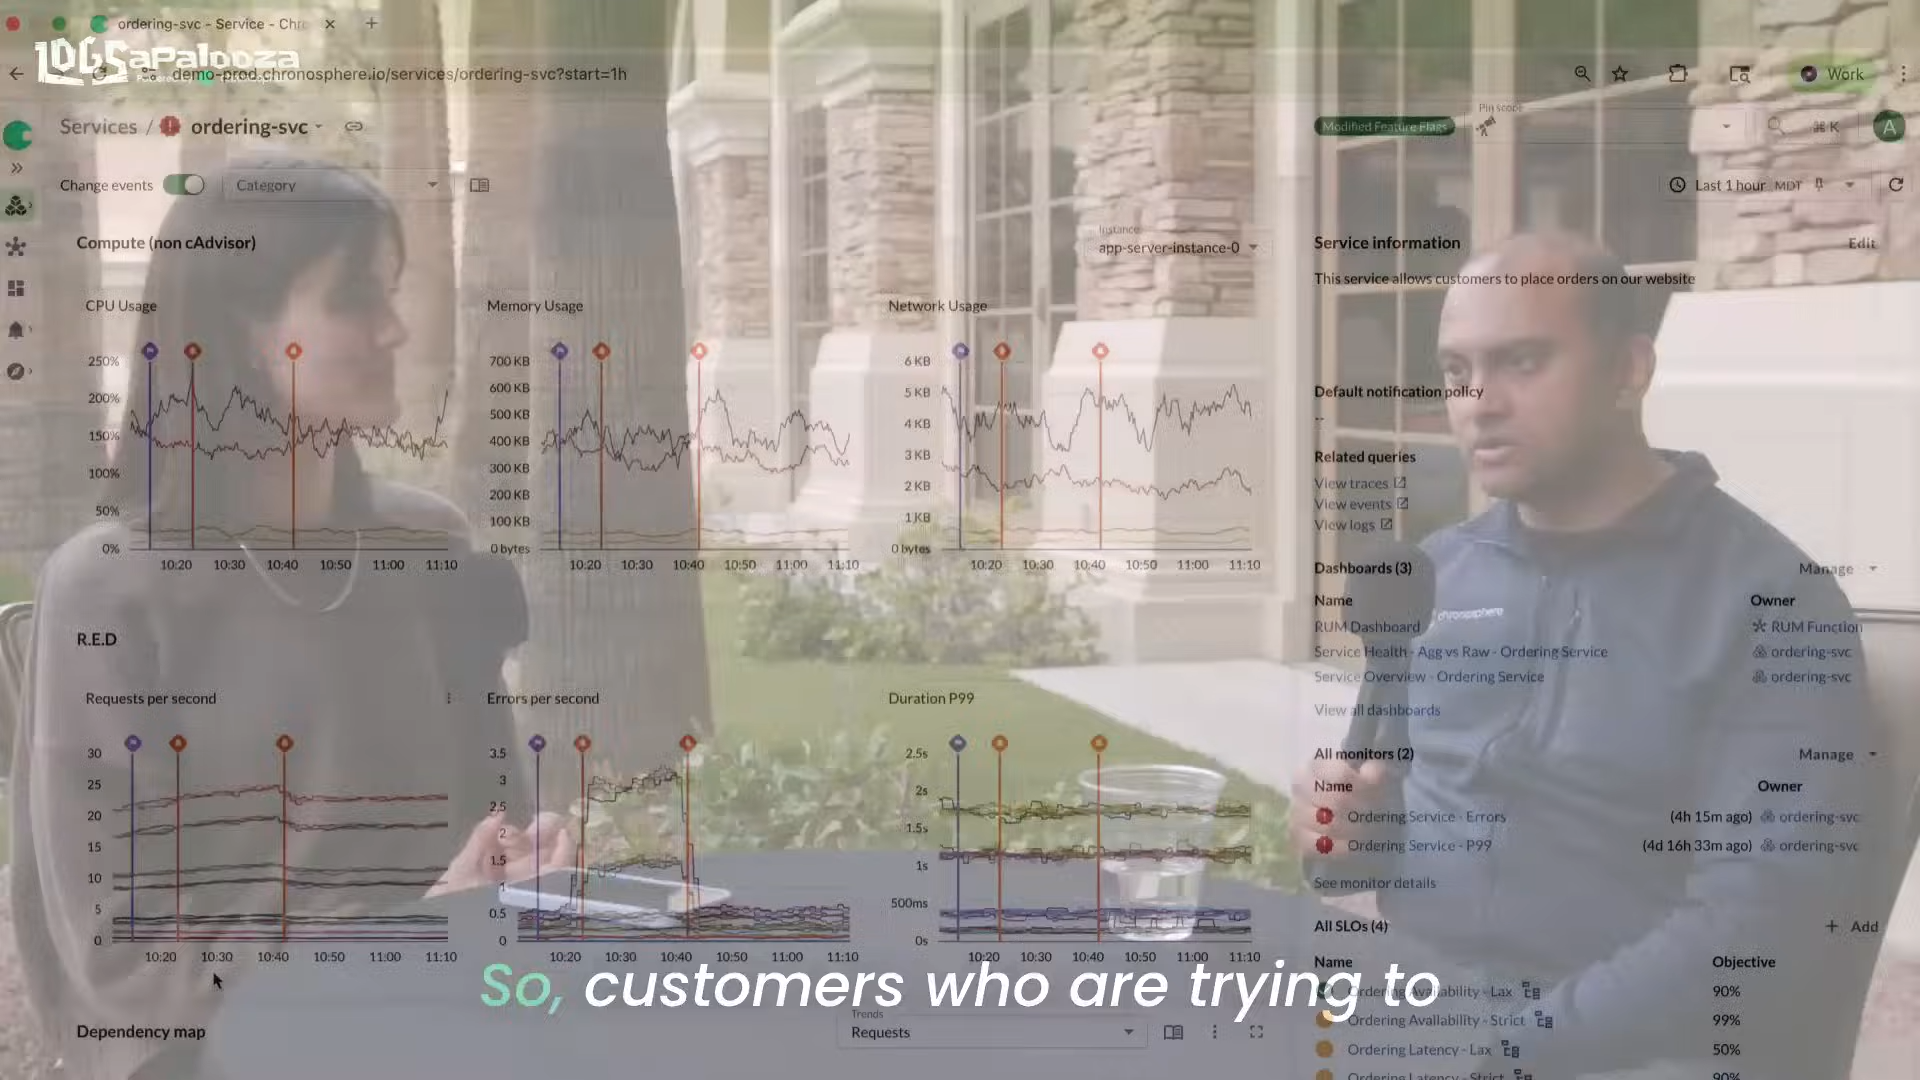 ordering-svc - Service - Chr
LOGSaPalooza
demo-prod.chronosphere.io/services/ordering-svc?start=1h
Work
Services / ordering-svc
Modified Feature Flags
Pin scope
⌘ K
A
Change events
Category
Last 1 hour MDT
Compute (non cAdvisor)
Instance
app-server-instance-0
CPU Usage
250%
200%
150%
100%
50%
0%
10:20 10:30 10:40 10:50 11:00 11:10
Memory Usage
700 KB
600 KB
500 KB
400 KB
300 KB
200 KB
100 KB
0 bytes
10:20 10:30 10:40 10:50 11:00 11:10
Network Usage
6 KB
5 KB
4 KB
3 KB
2 KB
1 KB
0 bytes
10:20 10:30 10:40 10:50 11:00 11:10
R.E.D
Requests per second
30
25
20
15
10
5
0
10:20 10:30 10:40 10:50 11:00 11:10
Errors per second
3.5
3
2.5
2
1.5
1
0.5
0
10:20 10:30 10:40 10:50 11:00 11:10
Duration P99
2.5s
2s
1.5s
1s
500ms
0s
10:20 10:30 10:40 10:50 11:00 11:10
Dependency map
Trends
Requests
Service information
Edit
This service allows customers to place orders on our website
Default notification policy
--
Related queries
View traces
View events
View logs
Dashboards (3)
Manage
Name Owner
RUM Dashboard RUM Function
Service Health - Agg vs Raw - Ordering Service ordering-svc
Service Overview - Ordering Service ordering-svc
View all dashboards
All monitors (2)
Manage
Name Owner
Ordering Service - Errors (4h 15m ago) ordering-svc
Ordering Service - P99 (4d 16h 33m ago) ordering-svc
See monitor details
All SLOs (4)
+ Add
Name Objective
Ordering Availability - Lax 90%
Ordering Availability - Strict 99%
Ordering Latency - Lax 50%
Ordering Latency - Strict 90%
chronosphere
So, customers who are trying to